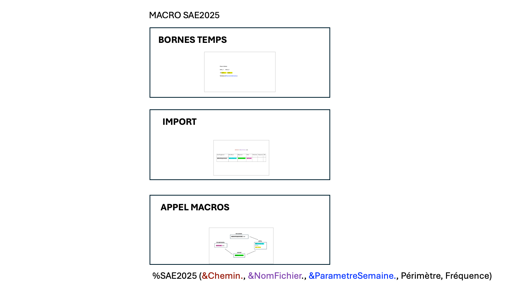 MACRO SAE2025
BORNES TEMPS
IMPORT
APPEL MACROS
%SAE2025 (&Chemin., &NomFichier., &ParametreSemaine., Périmètre, Fréquence)